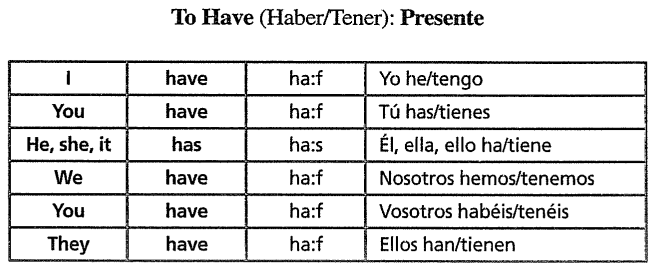 To Have (Haber/Tener): Presente
I have ha:f Yo he/tengo
You have ha:f Tú has/tienes
He, she, it has ha:s Él, ella, ello ha/tiene
We have ha:f Nosotros hemos/tenemos
You have ha:f Vosotros habéis/tenéis
They have ha:f Ellos han/tienen